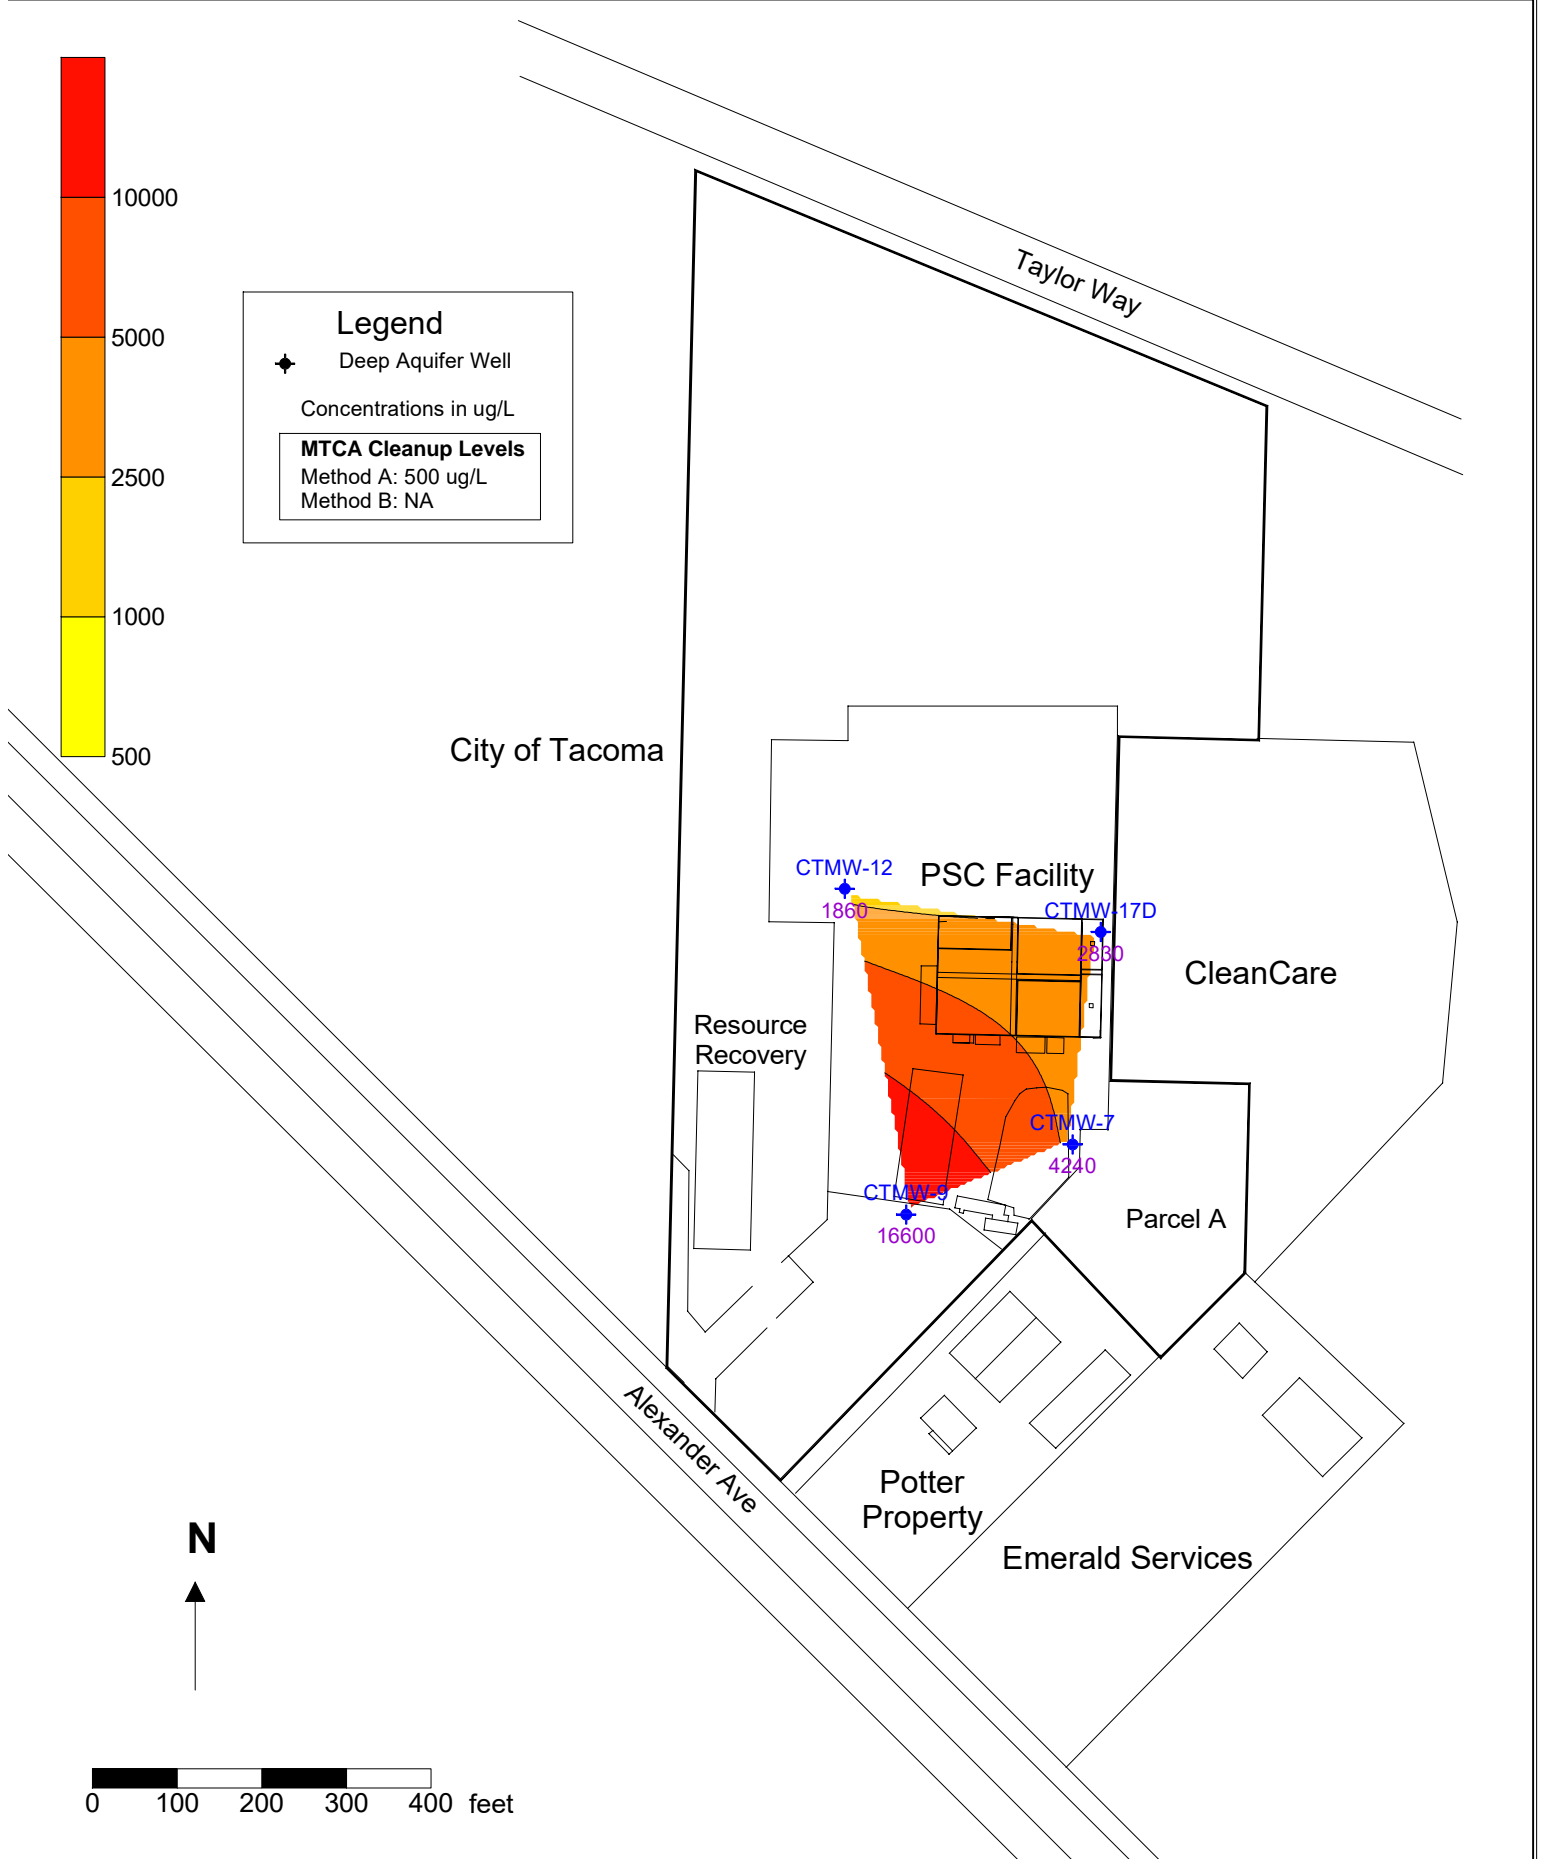 Taylor Way
10000
5000
2500
1000
500
Legend
Deep Aquifer Well
Concentrations in ug/L
MTCA Cleanup Levels
Method A: 500 ug/L
Method B: NA
City of Tacoma
PSC Facility
CTMW-12
1860
CTMW-17D
2830
CleanCare
Resource
Recovery
CTMW-7
4240
CTMW-9
16600
Parcel A
Alexander Ave
Potter
Property
Emerald Services
N
0 100 200 300 400 feet